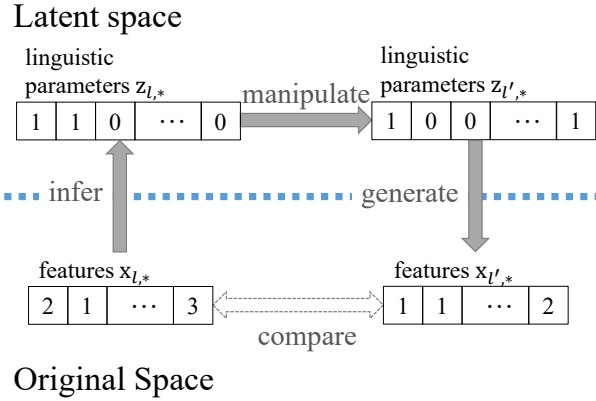 Latent space
linguistic
parameters z_{l,*}
linguistic
parameters z_{l′,*}
1 1 0 ⋯ 0
manipulate
1 0 0 ⋯ 1
infer
generate
features x_{l,*}
features x_{l′,*}
2 1 ⋯ 3
1 1 ⋯ 2
compare
Original Space